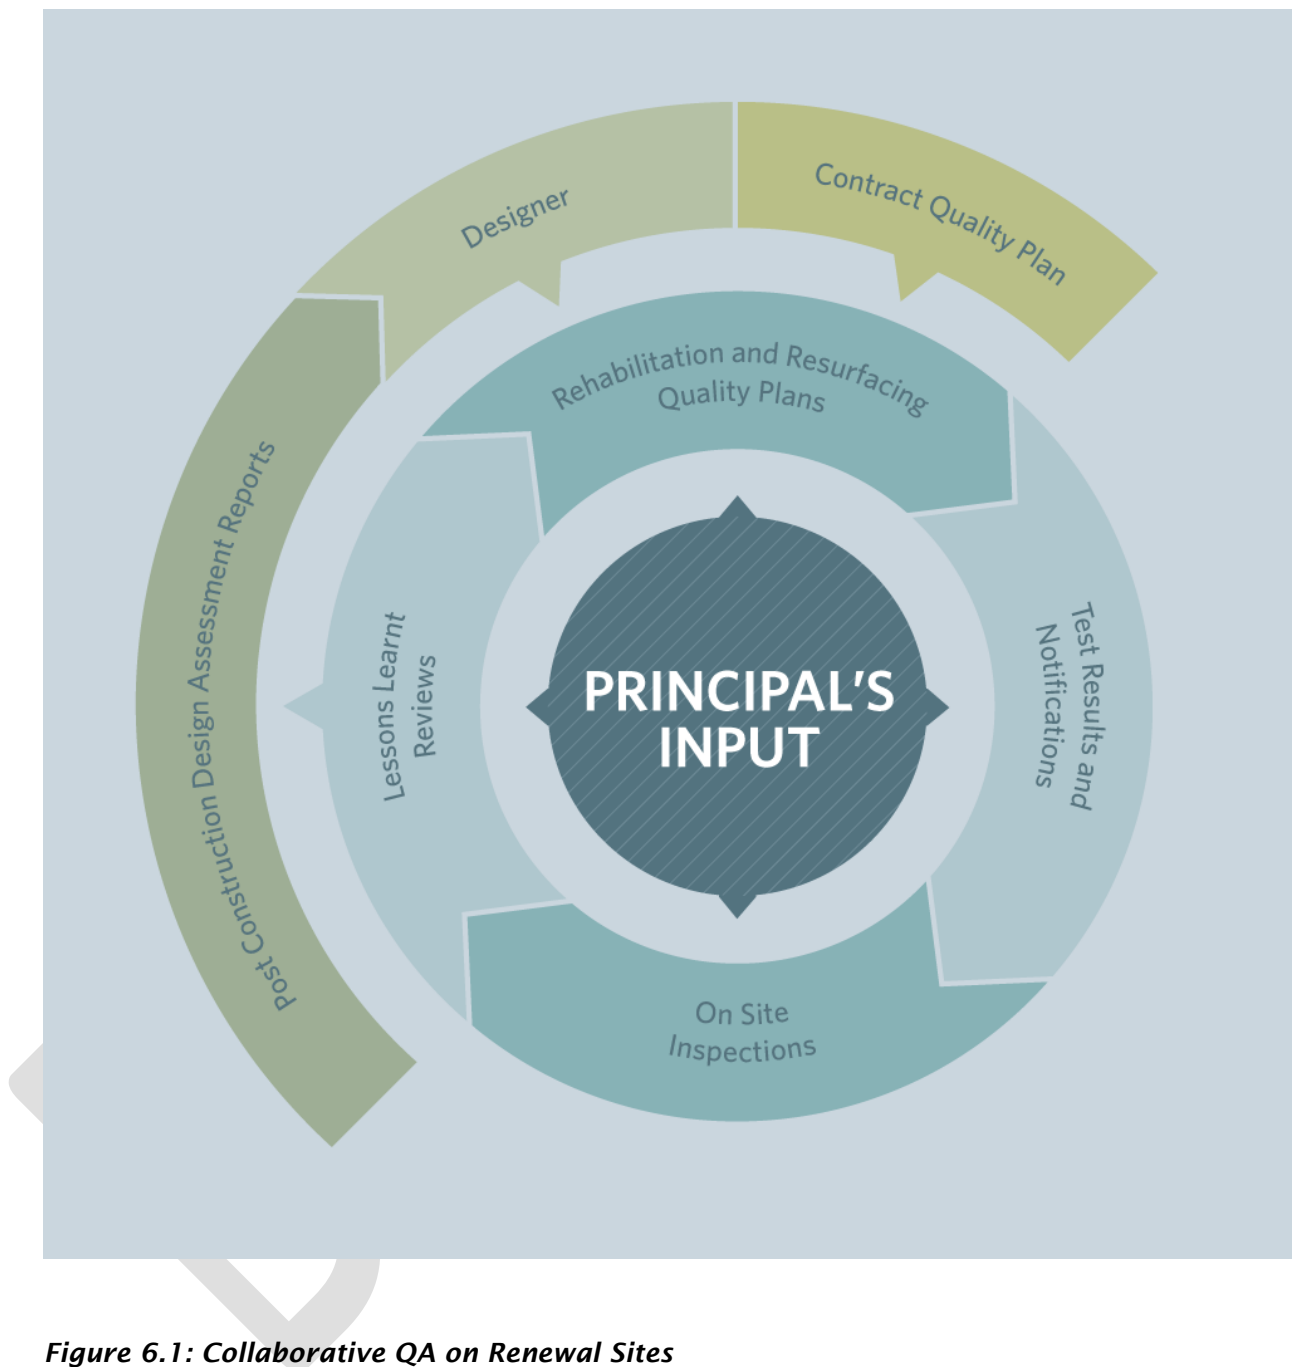 Designer
Contract Quality Plan
Rehabilitation and Resurfacing
Quality Plans
Post Construction Design Assessment Reports
Lessons Learnt
Reviews
PRINCIPAL'S
INPUT
Test Results and
Notifications
On Site
Inspections
Figure 6.1: Collaborative QA on Renewal Sites